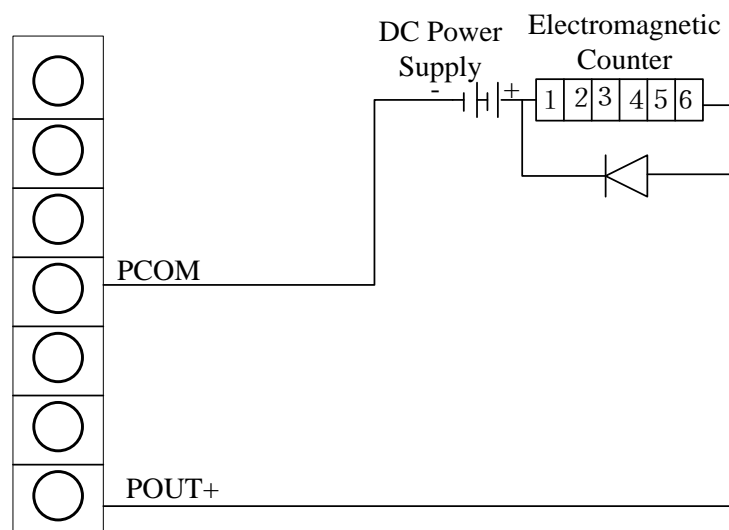 DC Power
Supply
Electromagnetic
Counter
- +
1 2 3 4 5 6
PCOM
POUT+